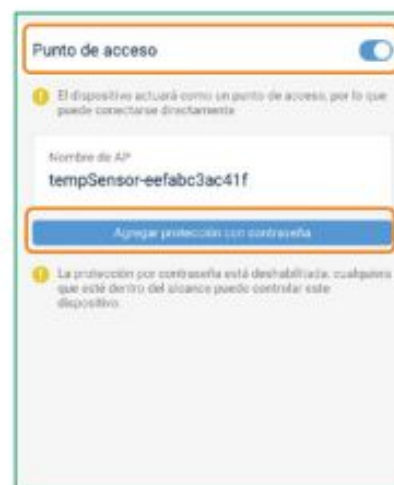 Punto de acceso
El dispositivo actuará como un punto de acceso, por lo que
puede conectarse directamente
Nombre de AP
tempSensor-eefabc3ac41f
Agregar protección con contraseña
La protección por contraseña está deshabilitada: cualquiera
que esté dentro del alcance puede controlar este
dispositivo.